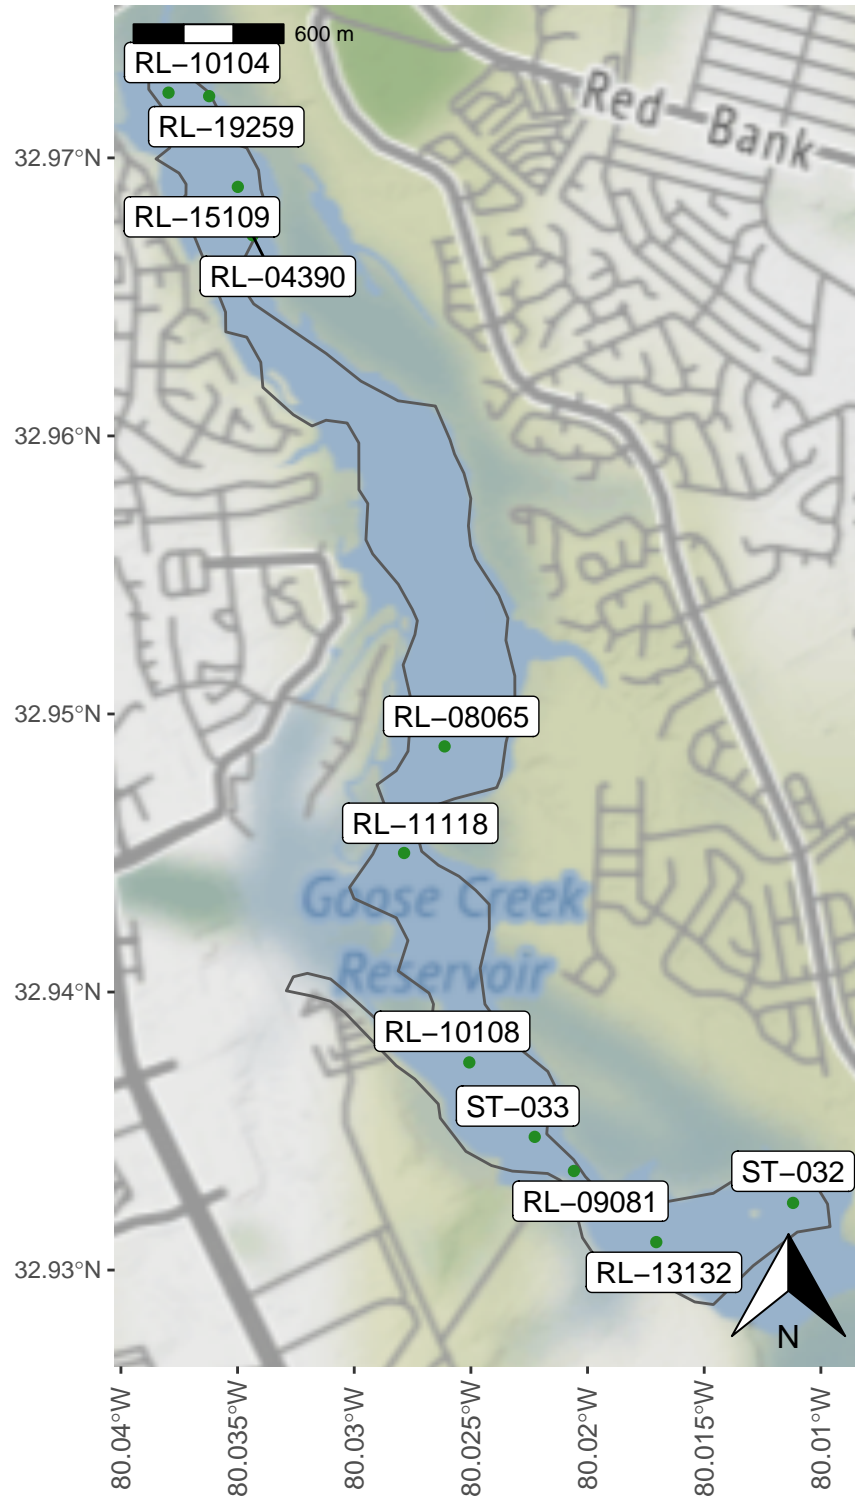 600 m
RL−10104
RL−19259
Red Bank
32.97°N
RL−15109
RL−04390
32.96°N
32.95°N
RL−08065
RL−11118
Goose Creek
Reservoir
32.94°N
RL−10108
ST−033
ST−032
RL−09081
32.93°N
RL−13132
N
80.04°W
80.035°W
80.03°W
80.025°W
80.02°W
80.015°W
80.01°W